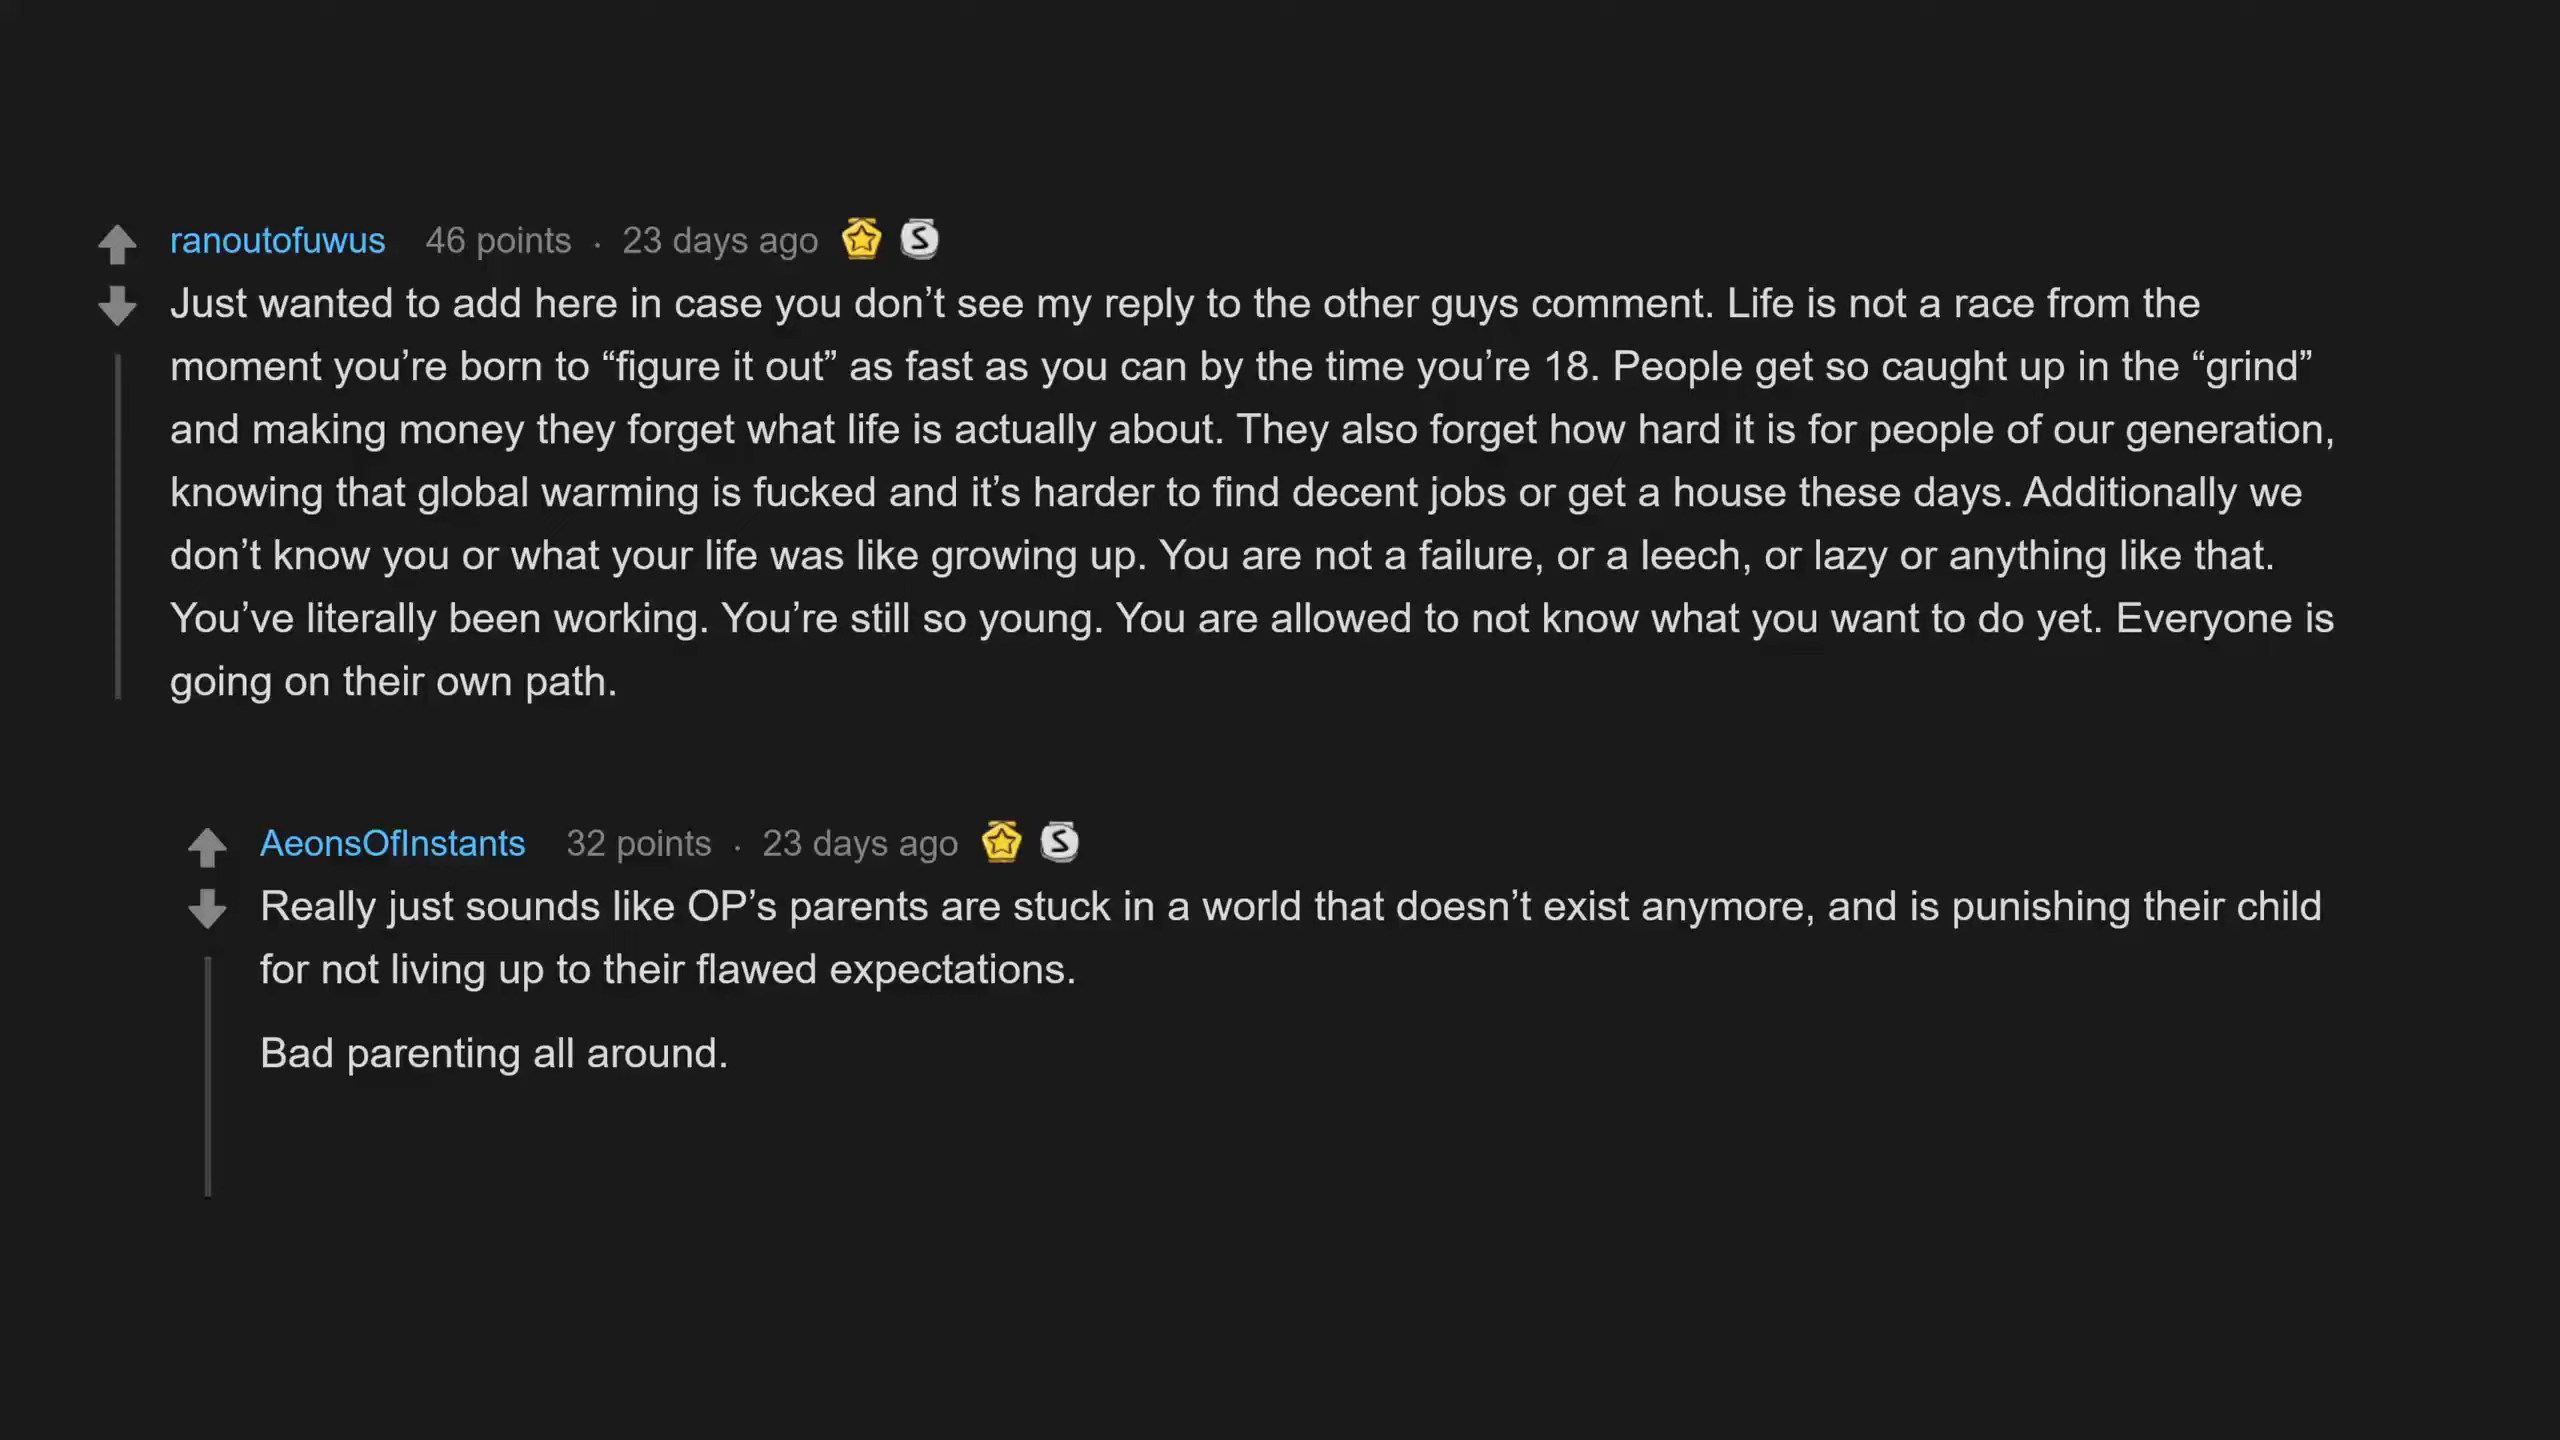 ranoutofuwus 46 points · 23 days ago
Just wanted to add here in case you don’t see my reply to the other guys comment. Life is not a race from the
moment you’re born to “figure it out” as fast as you can by the time you’re 18. People get so caught up in the “grind”
and making money they forget what life is actually about. They also forget how hard it is for people of our generation,
knowing that global warming is fucked and it’s harder to find decent jobs or get a house these days. Additionally we
don’t know you or what your life was like growing up. You are not a failure, or a leech, or lazy or anything like that.
You’ve literally been working. You’re still so young. You are allowed to not know what you want to do yet. Everyone is
going on their own path.
AeonsOfInstants 32 points · 23 days ago
Really just sounds like OP’s parents are stuck in a world that doesn’t exist anymore, and is punishing their child
for not living up to their flawed expectations.
Bad parenting all around.